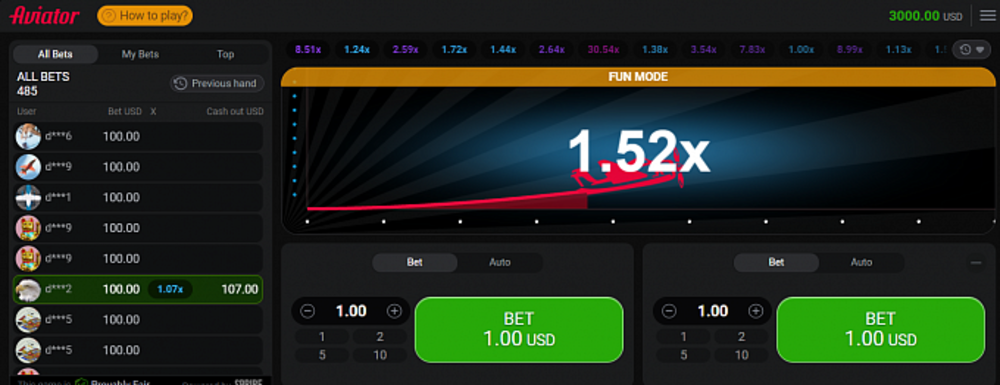 Aviator
? How to play?
3000.00 USD
All Bets My Bets Top
ALL BETS
485
Previous hand
User Bet USD X Cash out USD
d***6 100.00
d***9 100.00
d***1 100.00
d***9 100.00
d***9 100.00
d***2 100.00 1.07x 107.00
d***5 100.00
d***5 100.00
This game is Provably Fair Powered by SPRIBE
8.51x 1.24x 2.59x 1.72x 1.44x 2.64x 30.54x 1.38x 3.54x 7.83x 1.00x 8.99x 1.13x
FUN MODE
1.52x
Bet Auto
1.00
1 2
5 10
BET
1.00 USD
Bet Auto
1.00
1 2
5 10
BET
1.00 USD